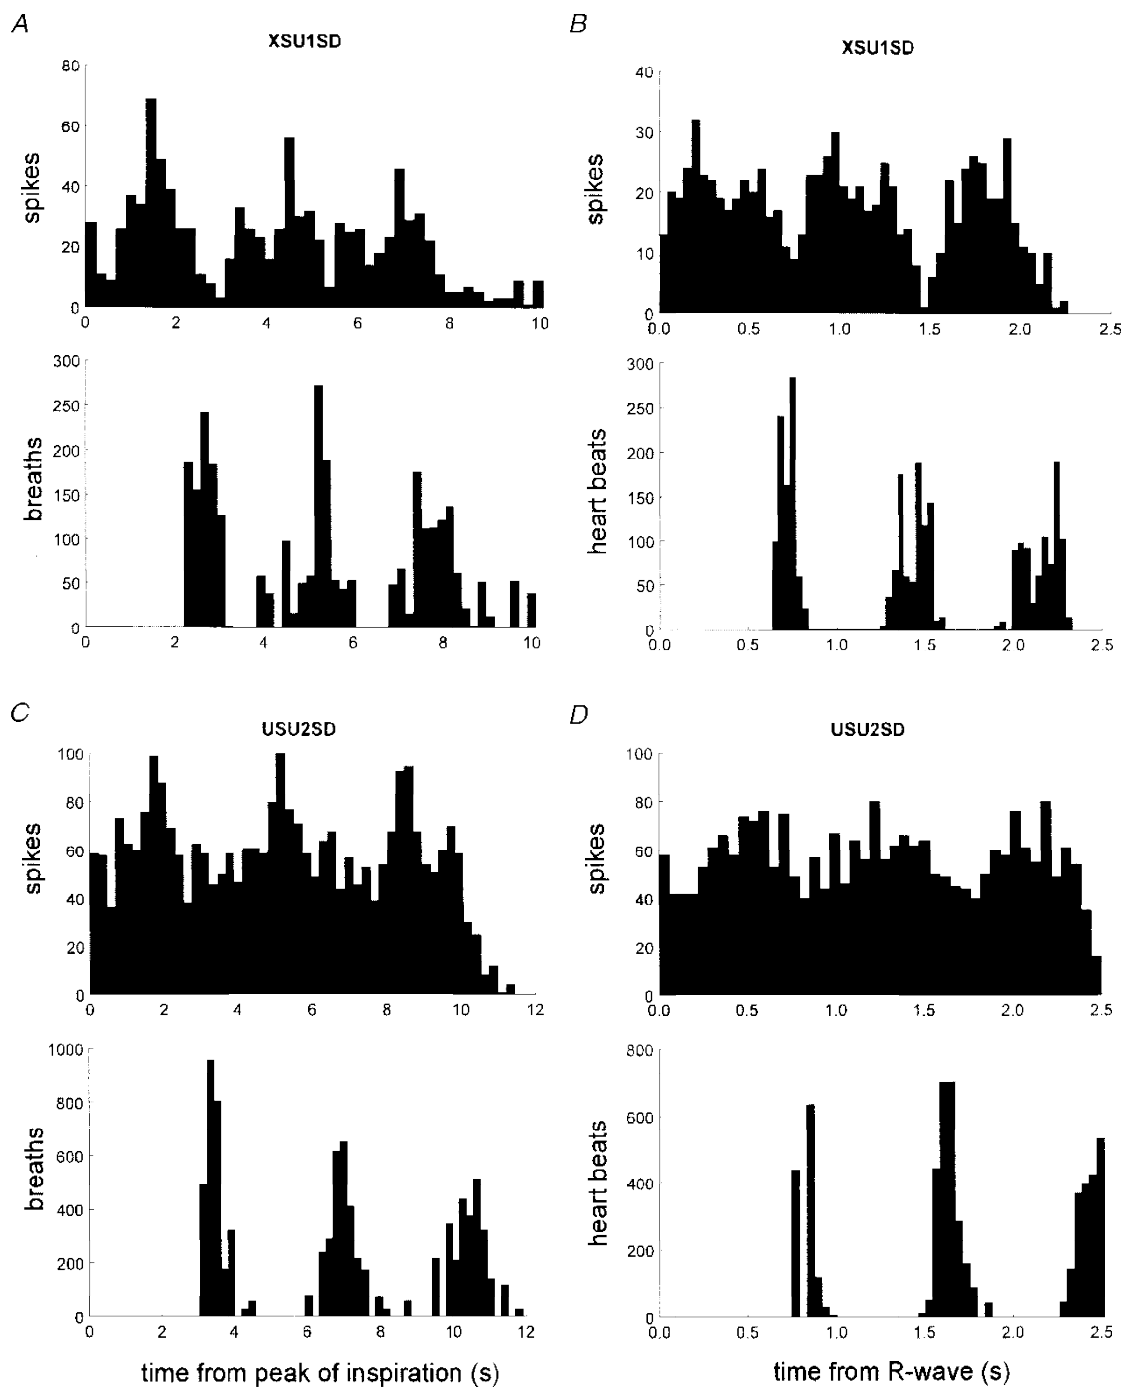 A
XSU1SD
spikes
80
60
40
20
0
0 2 4 6 8 10
breaths
300
250
200
150
100
50
0
0 2 4 6 8 10
B
XSU1SD
spikes
40
30
20
10
0
0.0 0.5 1.0 1.5 2.0 2.5
heart beats
300
250
200
150
100
50
0
0.0 0.5 1.0 1.5 2.0 2.5
C
USU2SD
spikes
100
80
60
40
20
0
0 2 4 6 8 10 12
breaths
1000
800
600
400
200
0
0 2 4 6 8 10 12
time from peak of inspiration (s)
D
USU2SD
spikes
100
80
60
40
20
0
0.0 0.5 1.0 1.5 2.0 2.5
heart beats
800
600
400
200
0
0.0 0.5 1.0 1.5 2.0 2.5
time from R-wave (s)